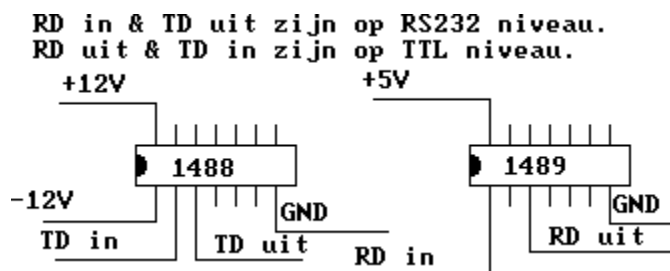 RD in & TD uit zijn op RS232 niveau.
RD uit & TD in zijn op TTL niveau.
+12V
+5V
1488
1489
-12V
GND
GND
TD in
TD uit
RD in
RD uit